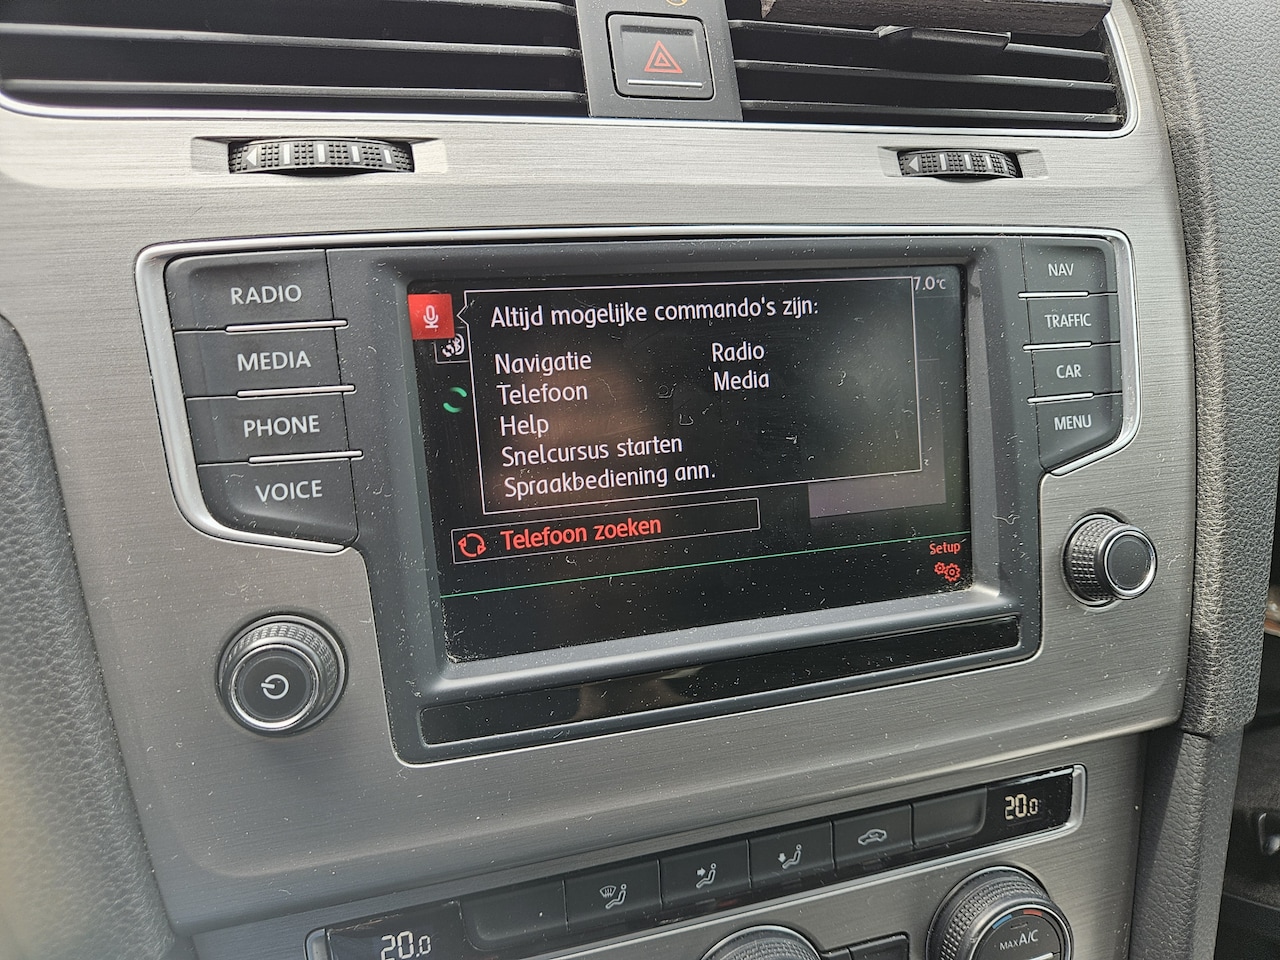 RADIO
MEDIA
PHONE
VOICE
NAV
TRAFFIC
CAR
MENU
7.0°C
Altijd mogelijke commando's zijn:
Navigatie
Radio
Telefoon
Media
Help
Snelcursus starten
Spraakbediening ann.
Telefoon zoeken
Setup
20.0
20.0
MAX A/C